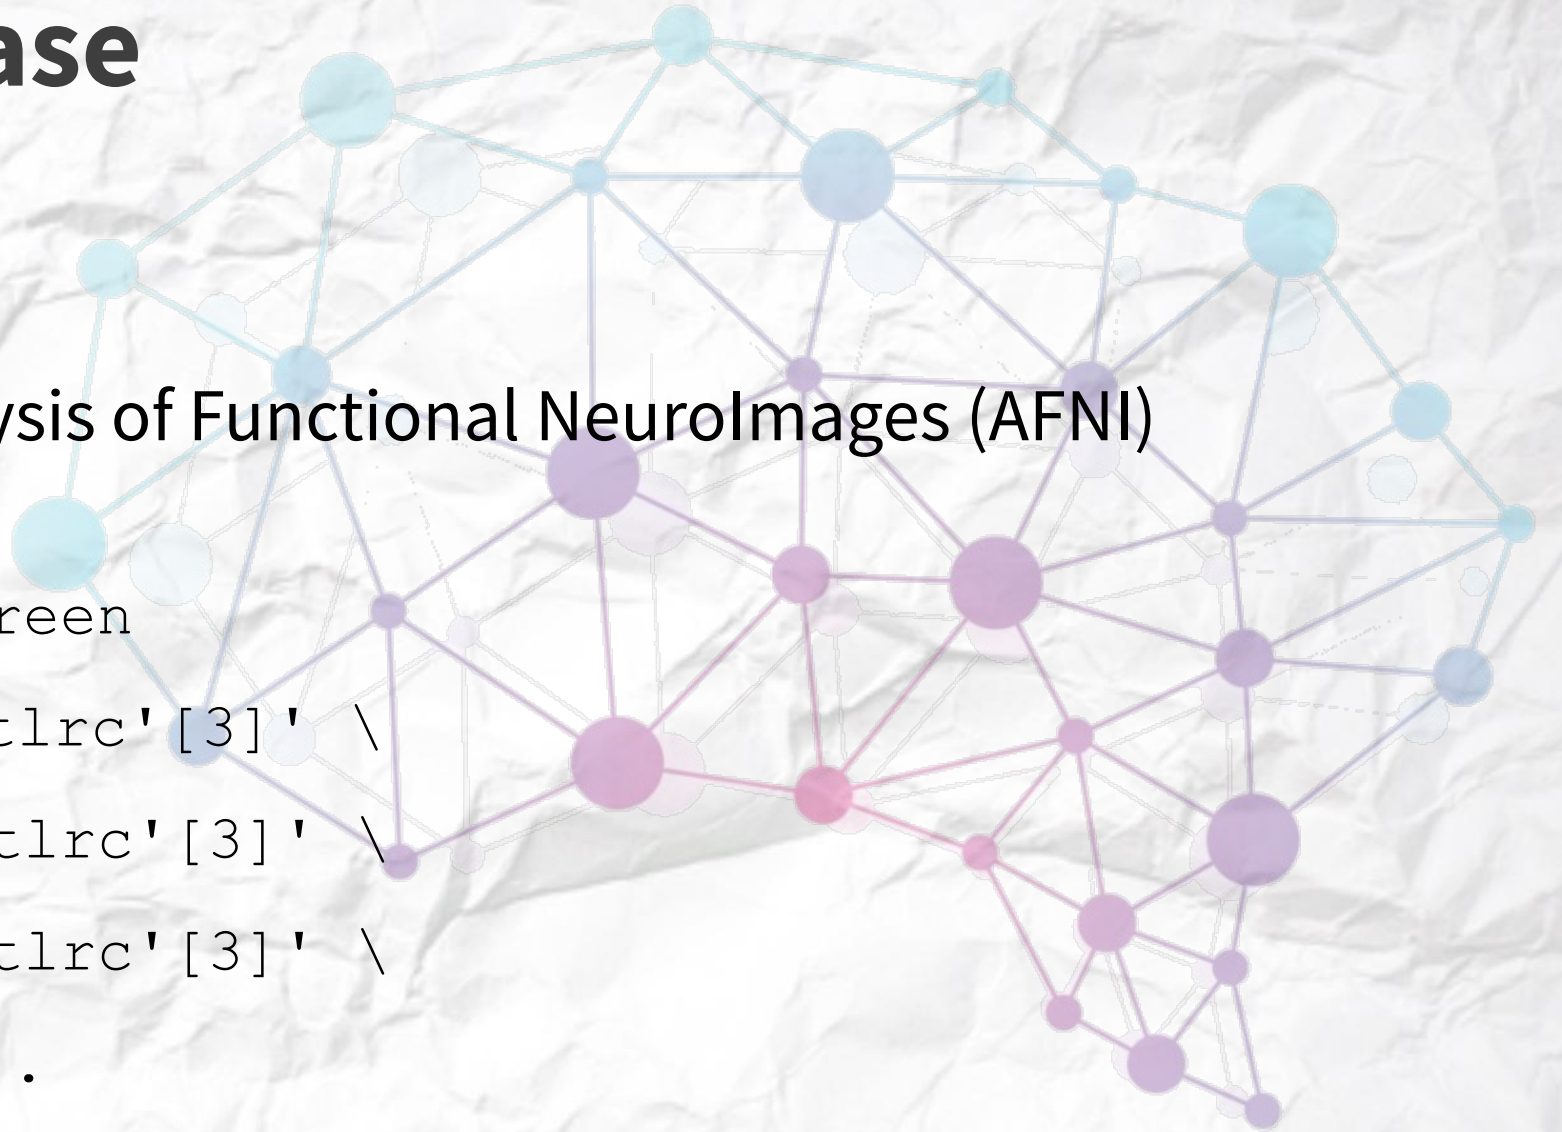 ase
ysis of Functional NeuroImages (AFNI)
reen
tlrc'[3]' \
tlrc'[3]' \
tlrc'[3]' \
.